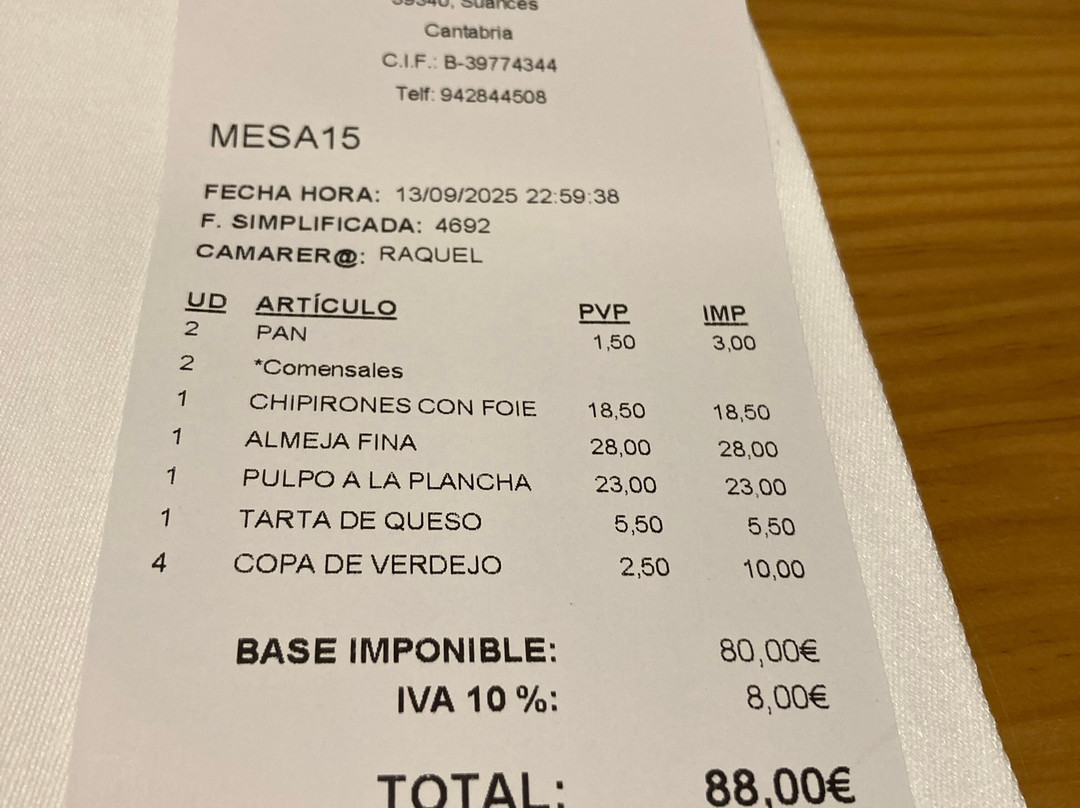 39340, Suances
Cantabria
C.I.F.: B-39774344
Telf: 942844508
MESA15
FECHA HORA: 13/09/2025 22:59:38
F. SIMPLIFICADA: 4692
CAMARER@: RAQUEL
UD ARTÍCULO PVP IMP
2 PAN 1,50 3,00
2 *Comensales
1 CHIPIRONES CON FOIE 18,50 18,50
1 ALMEJA FINA 28,00 28,00
1 PULPO A LA PLANCHA 23,00 23,00
1 TARTA DE QUESO 5,50 5,50
4 COPA DE VERDEJO 2,50 10,00
BASE IMPONIBLE: 80,00€
IVA 10 %: 8,00€
TOTAL: 88,00€